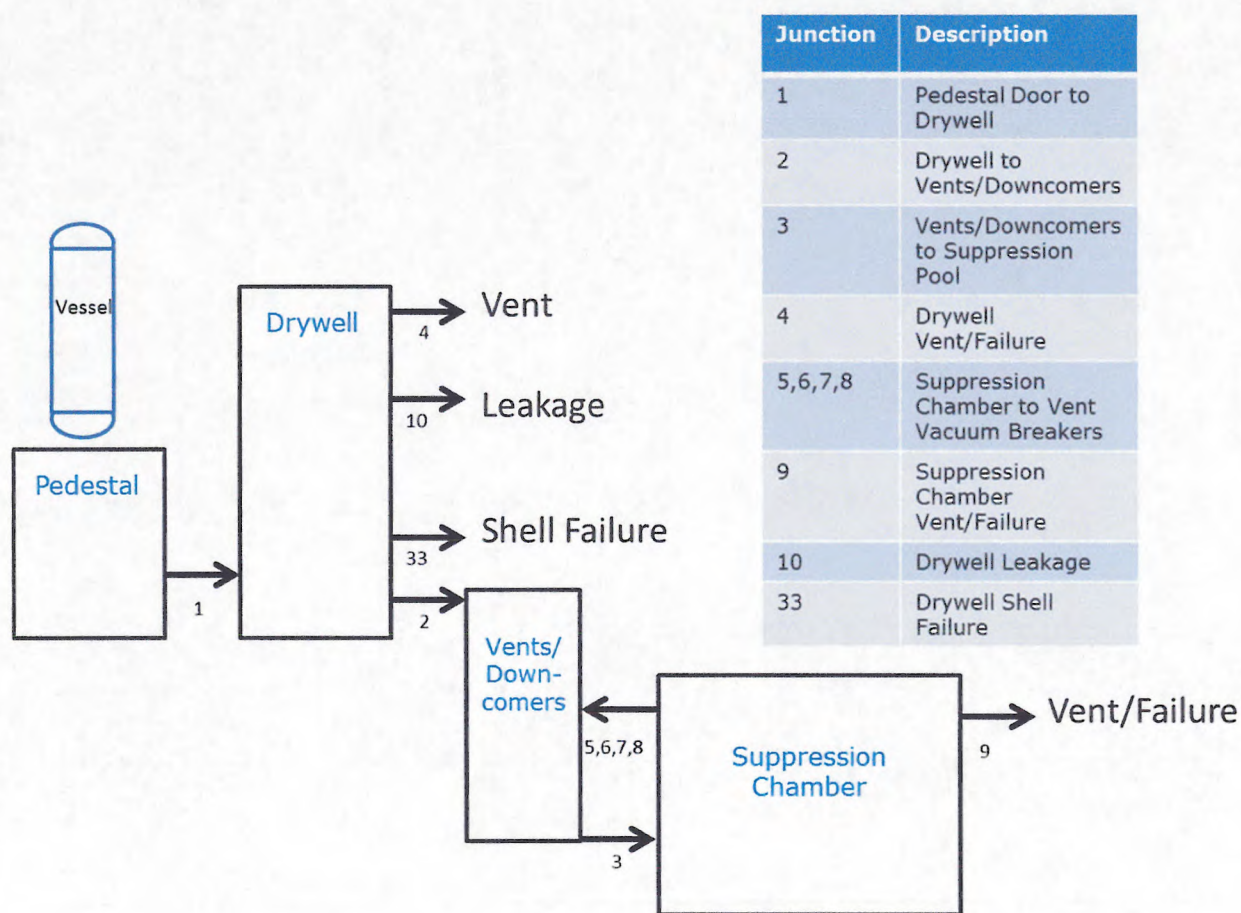 Junction Description
1 Pedestal Door to
Drywell
2 Drywell to
Vents/Downcomers
3 Vents/Downcomers
to Suppression
Pool
4 Drywell
Vent/Failure
5,6,7,8 Suppression
Chamber to Vent
Vacuum Breakers
9 Suppression
Chamber
Vent/Failure
10 Drywell Leakage
33 Drywell Shell
Failure
Vessel
Pedestal
1
Drywell
Vent
4
Leakage
10
Shell Failure
33
2
Vents/
Down-
comers
5,6,7,8
3
Suppression
Chamber
Vent/Failure
9